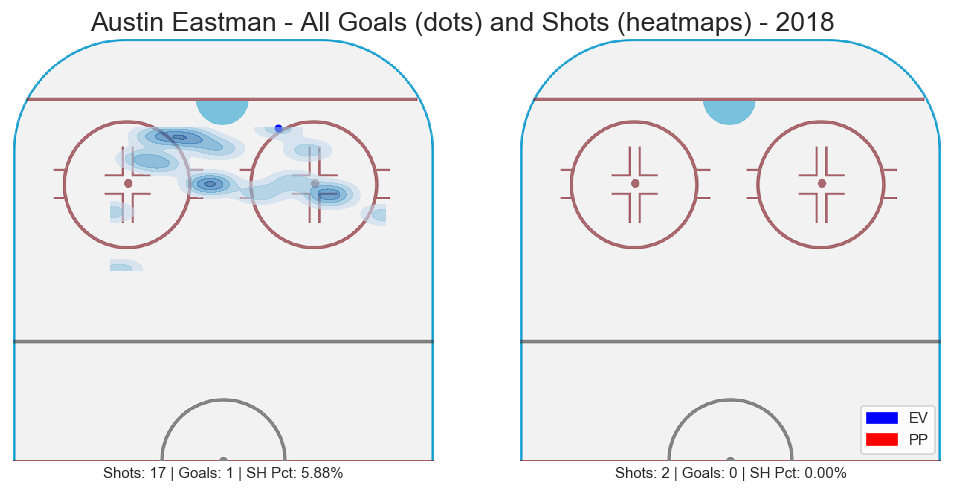 Austin Eastman - All Goals (dots) and Shots (heatmaps) - 2018
EV
PP
Shots: 17 | Goals: 1 | SH Pct: 5.88%
Shots: 2 | Goals: 0 | SH Pct: 0.00%